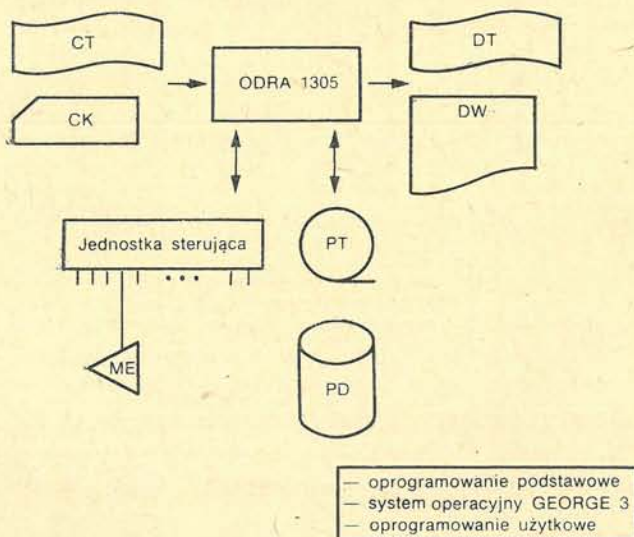 CT
ODRA 1305
DT
CK
DW
Jednostka sterująca
PT
ME
PD
— oprogramowanie podstawowe
— system operacyjny GEORGE 3
— oprogramowanie użytkowe